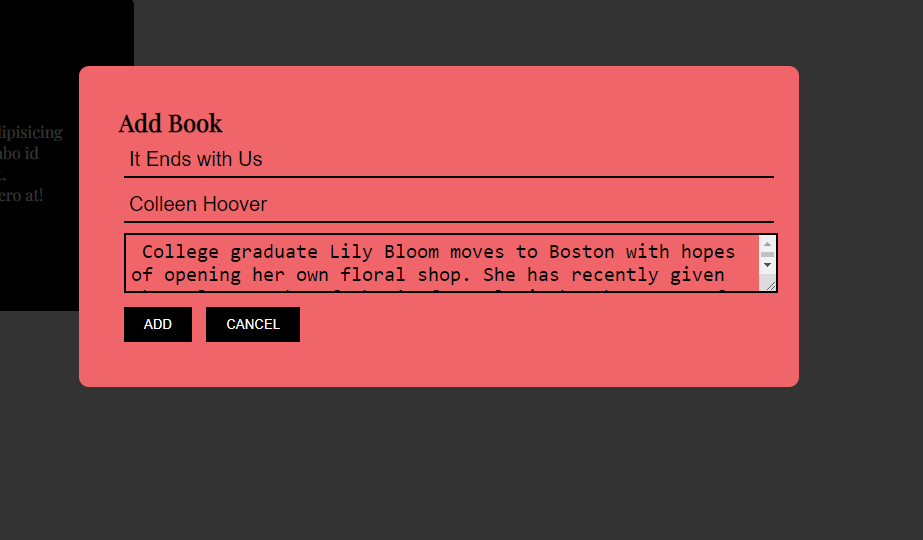 lipisicing
abo id
t.
ero at!
Add Book
It Ends with Us
Colleen Hoover
College graduate Lily Bloom moves to Boston with hopes
of opening her own floral shop. She has recently given
ADD
CANCEL